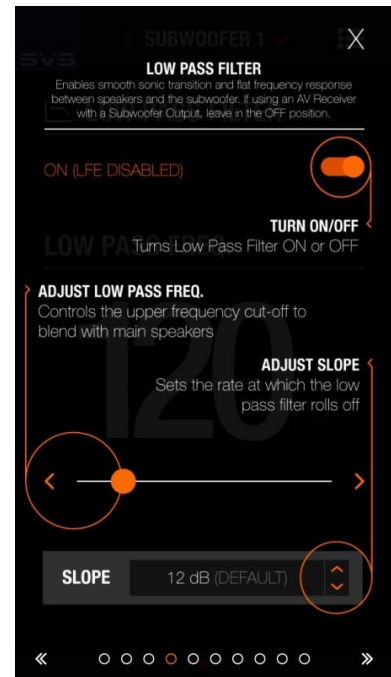 SUBWOOFER 1
SVS
X
LOW PASS FILTER
Enables smooth sonic transition and flat frequency response
between speakers and the subwoofer. If using an AV Receiver
with a Subwoofer Output, leave in the OFF position.
ON (LFE DISABLED)
TURN ON/OFF
LOW PASS FREQ.
Turns Low Pass Filter ON or OFF
ADJUST LOW PASS FREQ.
Controls the upper frequency cut-off to
blend with main speakers
120
ADJUST SLOPE
Sets the rate at which the low
pass filter rolls off
SLOPE 12 dB (DEFAULT)